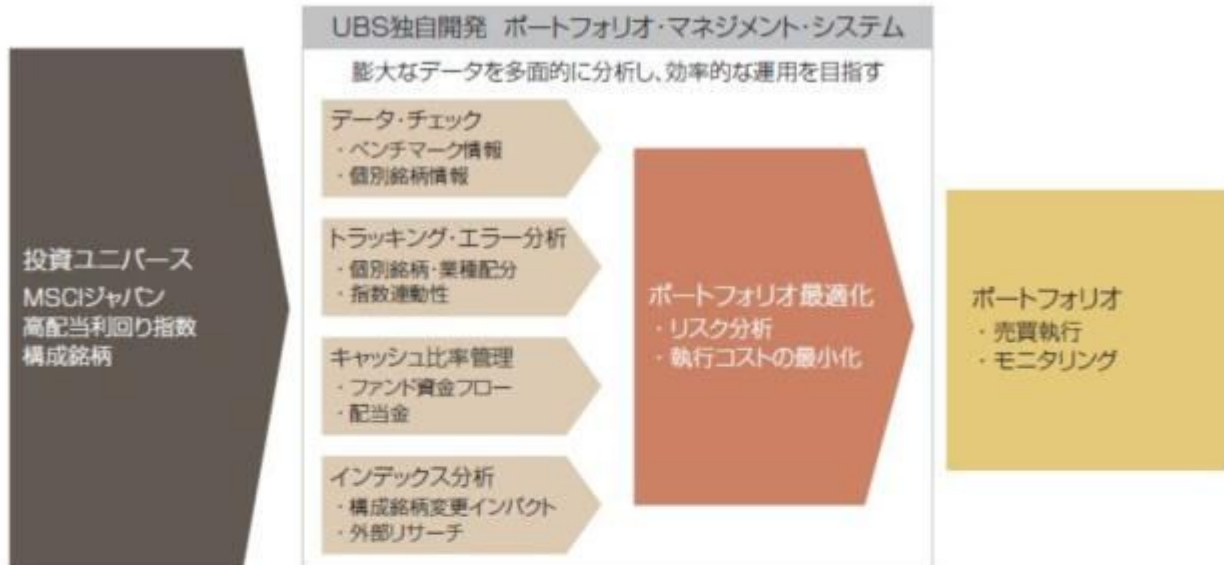 UBS独自開発 ポートフォリオ・マネジメント・システム
膨大なデータを多面的に分析し、効率的な運用を目指す
投資ユニバース
MSCIジャパン
高配当利回り指数
構成銘柄
データ・チェック
・ベンチマーク情報
・個別銘柄情報
トラッキング・エラー分析
・個別銘柄・業種配分
・指数連動性
キャッシュ比率管理
・ファンド資金フロー
・配当金
インデックス分析
・構成銘柄変更インパクト
・外部リサーチ
ポートフォリオ最適化
・リスク分析
・執行コストの最小化
ポートフォリオ
・売買執行
・モニタリング